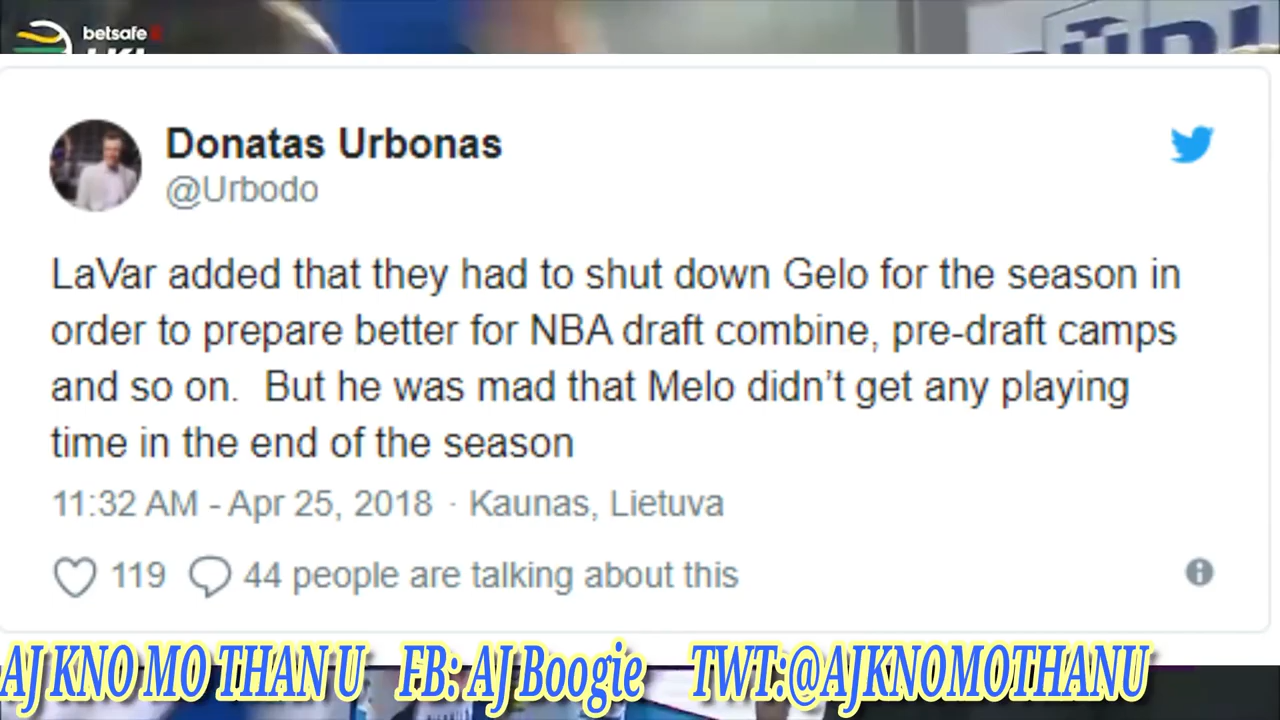 betsafe
LKL
Donatas Urbonas
@Urbodo
LaVar added that they had to shut down Gelo for the season in
order to prepare better for NBA draft combine, pre-draft camps
and so on.  But he was mad that Melo didn’t get any playing
time in the end of the season
11:32 AM - Apr 25, 2018 · Kaunas, Lietuva
119 44 people are talking about this
AJ KNO MO THAN U FB: AJ Boogie TWT:@AJKNOMOTHANU